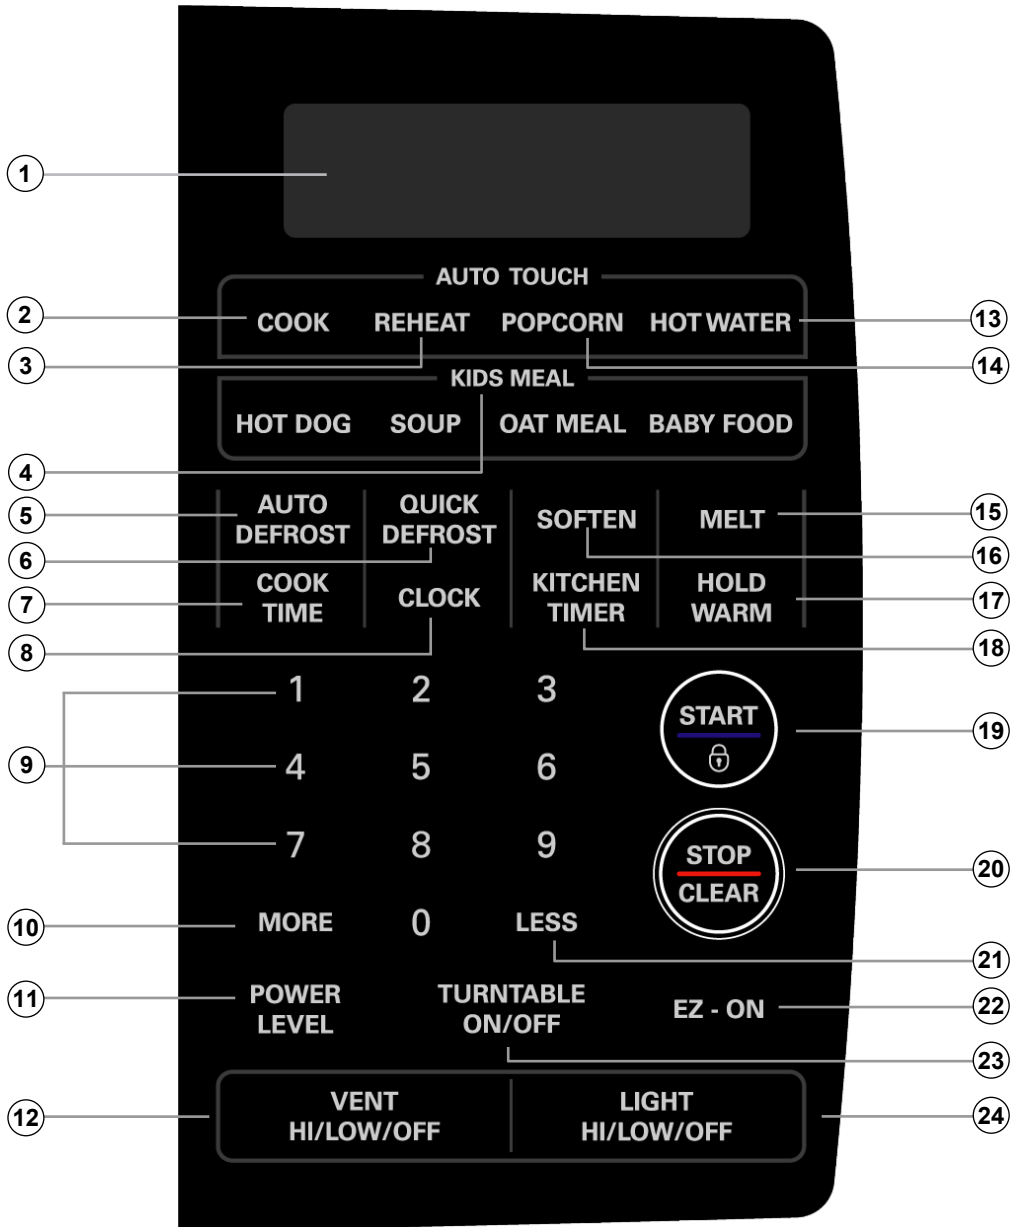 1
AUTO TOUCH
2 COOK REHEAT POPCORN HOT WATER 13
3 14
KIDS MEAL
HOT DOG SOUP OAT MEAL BABY FOOD
4
5 AUTO DEFROST QUICK DEFROST SOFTEN MELT 15
6 16
7 COOK TIME CLOCK KITCHEN TIMER HOLD WARM 17
8 18
1 2 3
START 19
9 4 5 6
7 8 9
STOP
CLEAR 20
10 MORE 0 LESS
21
11 POWER LEVEL TURNTABLE ON/OFF EZ - ON 22
23
12 VENT LIGHT 24
HI/LOW/OFF HI/LOW/OFF